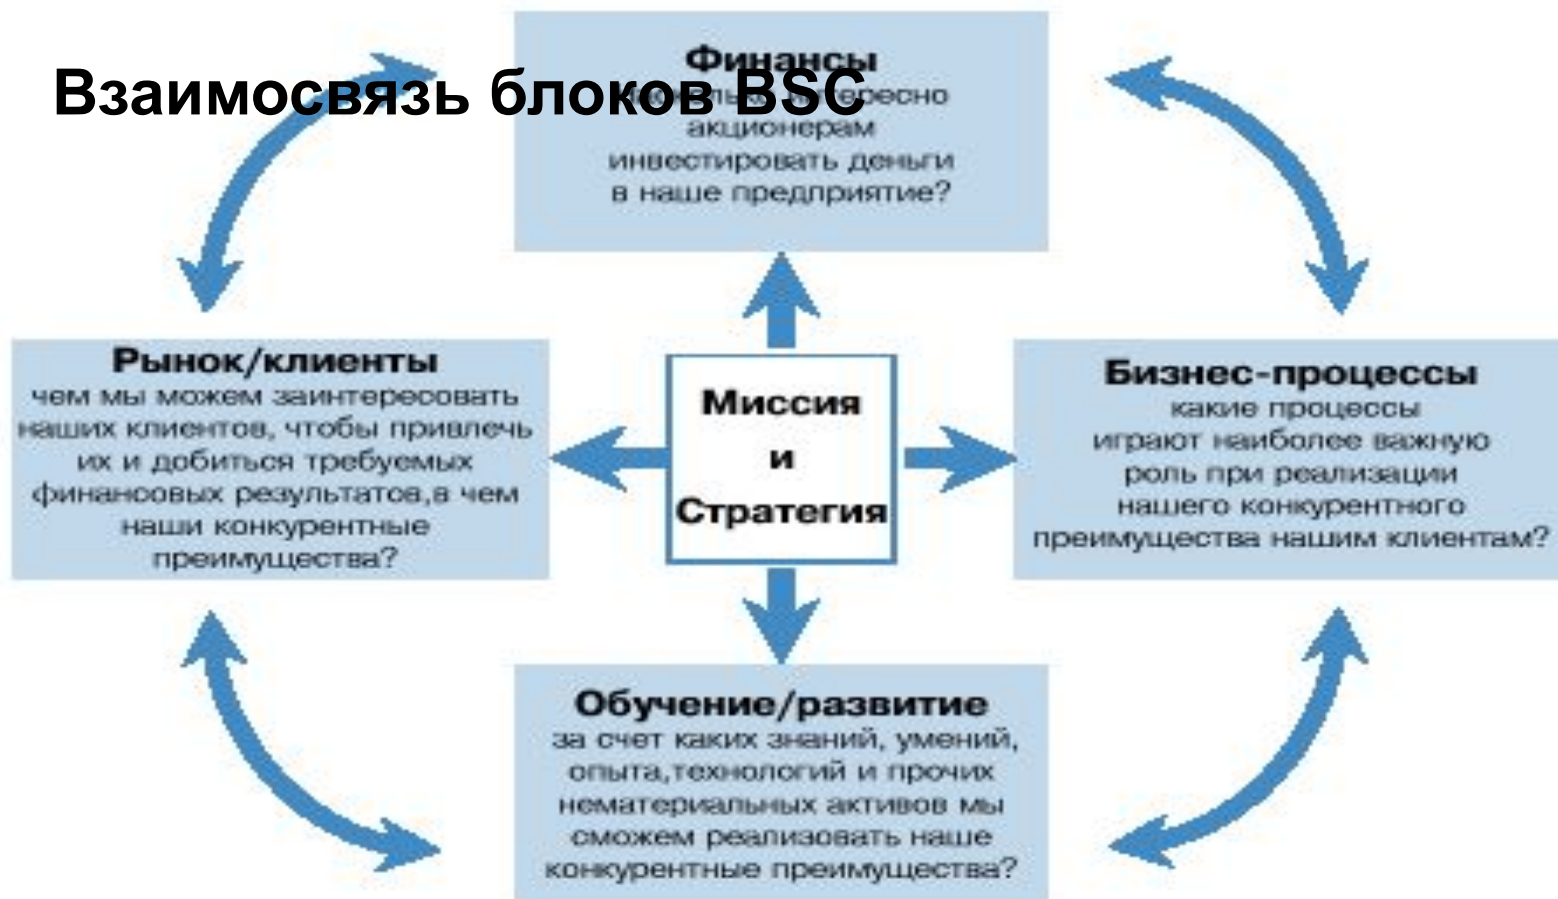 Взаимосвязь блоков BSC
Финансы
интересно
акционерам
инвестировать деньги
в наше предприятие?
Рынок/клиенты
чем мы можем заинтересовать
наших клиентов, чтобы привлечь
их и добиться требуемых
финансовых результатов,в чем
наши конкурентные
преимущества?
Миссия
и
Стратегия
Бизнес-процессы
какие процессы
играют наиболее важную
роль при реализации
нашего конкурентного
преимущества нашим клиентам?
Обучение/развитие
за счет каких знаний, умений,
опыта,технологий и прочих
нематериальных активов мы
сможем реализовать наше
конкурентные преимущества?